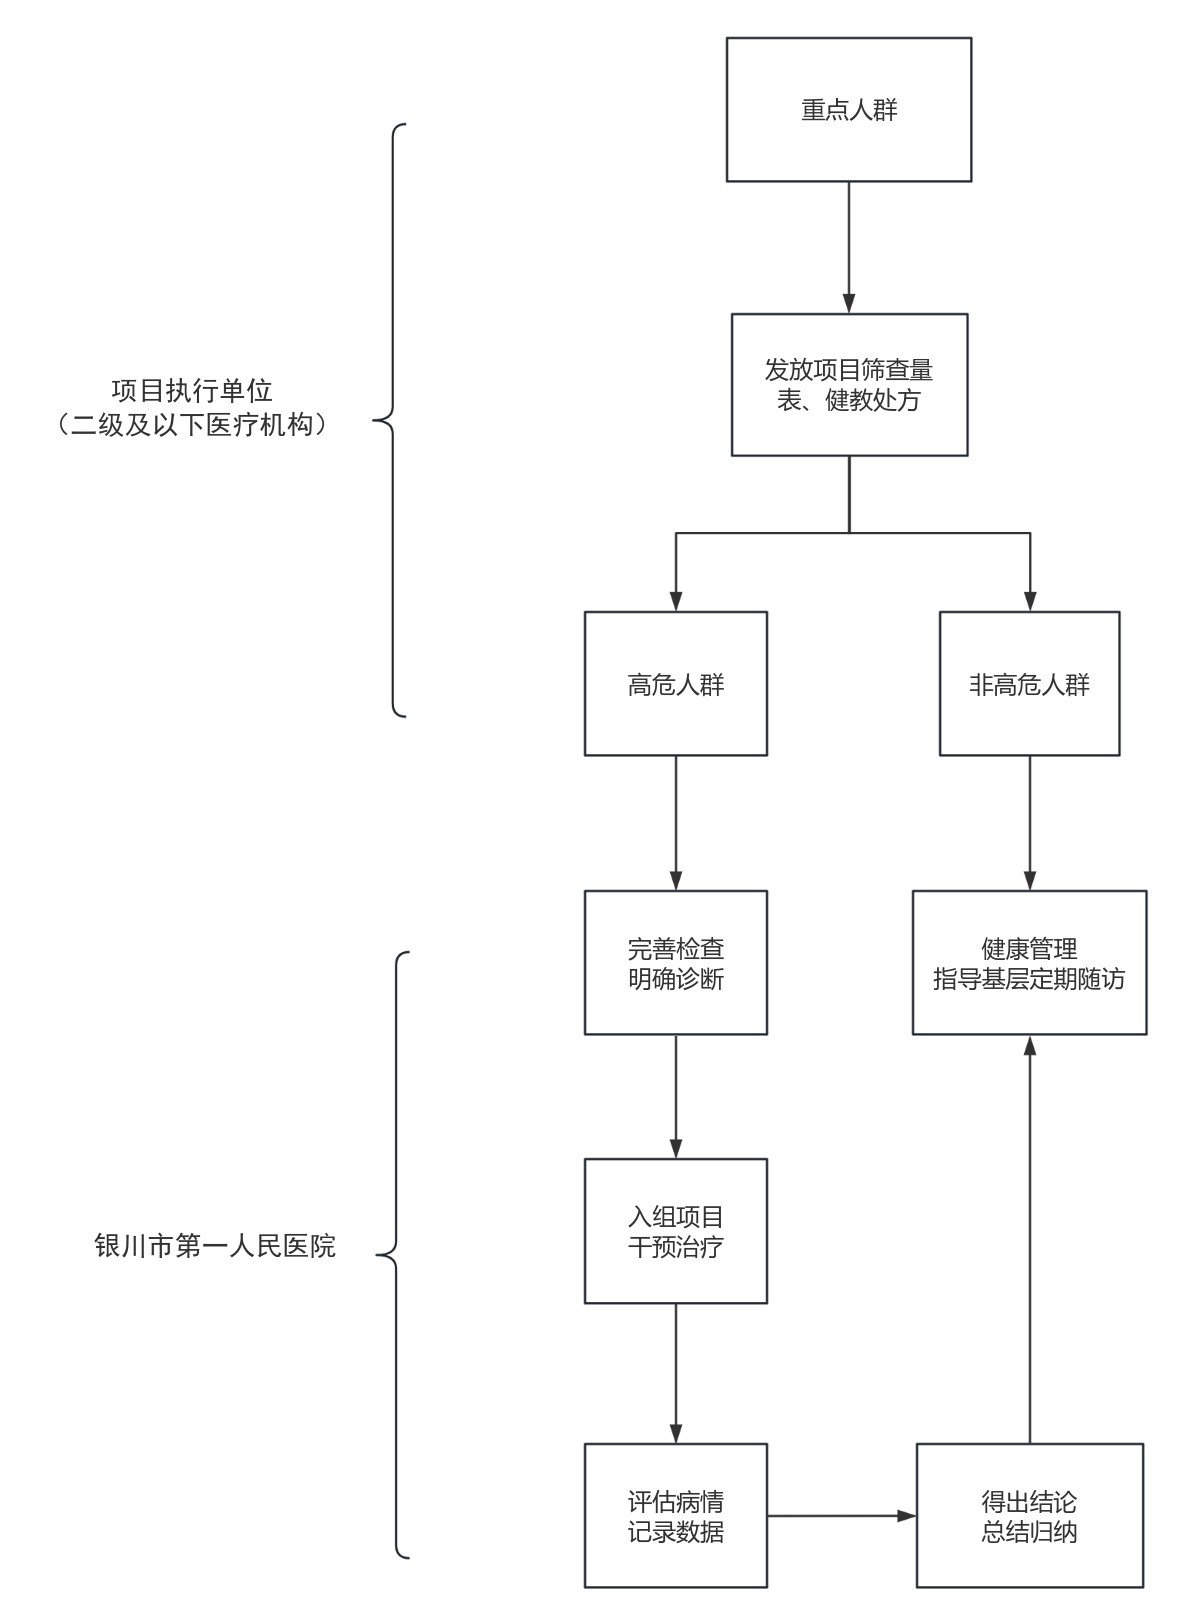 重点人群
项目执行单位
（二级及以下医疗机构）
发放项目筛查量
表、健教处方
高危人群
非高危人群
完善检查
明确诊断
健康管理
指导基层定期随访
银川市第一人民医院
入组项目
干预治疗
评估病情
记录数据
得出结论
总结归纳